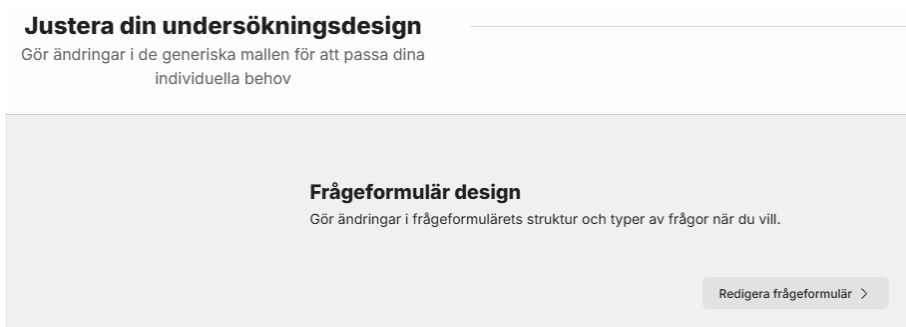 Justera din undersökningsdesign
Gör ändringar i de generiska mallen för att passa dina
individuella behov
Frågeformulär design
Gör ändringar i frågeformulärets struktur och typer av frågor när du vill.
Redigera frågeformulär